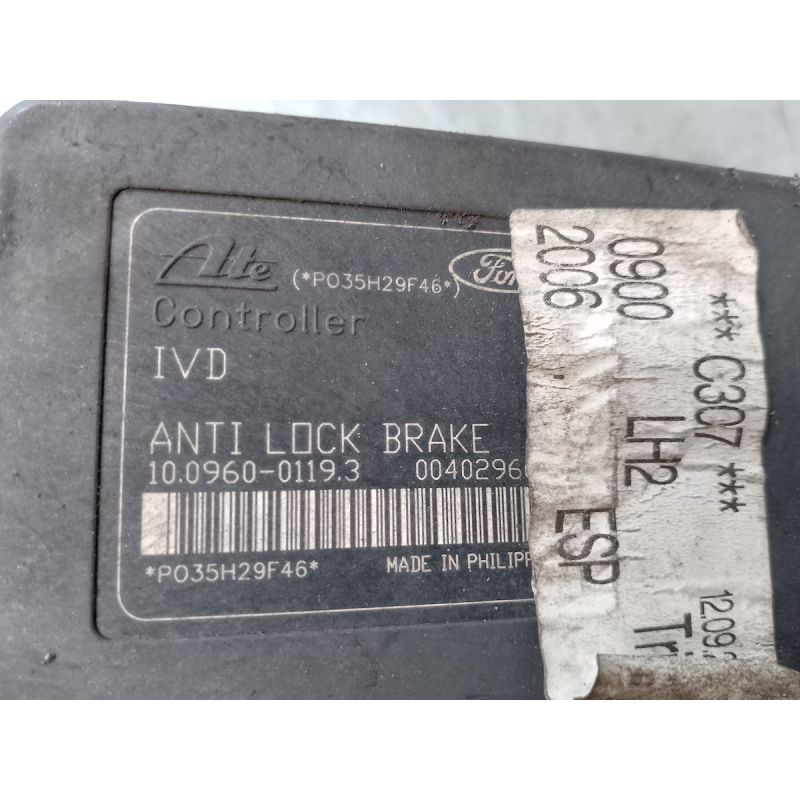 Ate (*P035H29F46*) Ford
Controller
IVD
ANTI LOCK BRAKE
10.0960-0119.3 0040296
*P035H29F46* MADE IN PHILIPP
*** C307 *** 12.09.
0900 LH2 Tr
2006 ESP